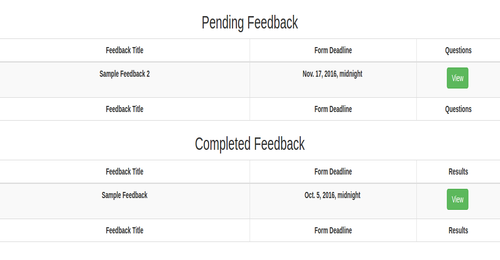 Pending Feedback
Feedback Title Form Deadline Questions
Sample Feedback 2 Nov. 17, 2016, midnight View
Feedback Title Form Deadline Questions
Completed Feedback
Feedback Title Form Deadline Results
Sample Feedback Oct. 5, 2016, midnight View
Feedback Title Form Deadline Results